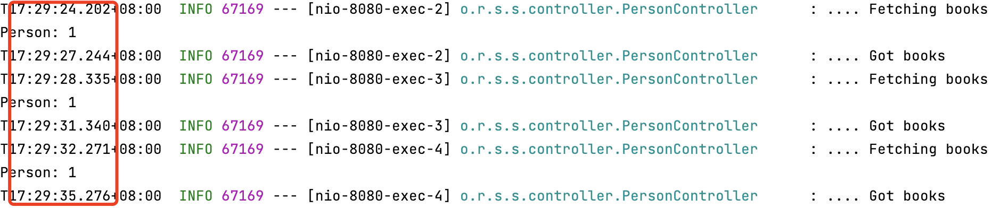 T17:29:24.202+08:00  INFO 67169 --- [nio-8080-exec-2] o.r.s.s.controller.PersonController      : .... Fetching books
Person: 1
T17:29:27.244+08:00  INFO 67169 --- [nio-8080-exec-2] o.r.s.s.controller.PersonController      : .... Got books
T17:29:28.335+08:00  INFO 67169 --- [nio-8080-exec-3] o.r.s.s.controller.PersonController      : .... Fetching books
Person: 1
T17:29:31.340+08:00  INFO 67169 --- [nio-8080-exec-3] o.r.s.s.controller.PersonController      : .... Got books
T17:29:32.271+08:00  INFO 67169 --- [nio-8080-exec-4] o.r.s.s.controller.PersonController      : .... Fetching books
Person: 1
T17:29:35.276+08:00  INFO 67169 --- [nio-8080-exec-4] o.r.s.s.controller.PersonController      : .... Got books